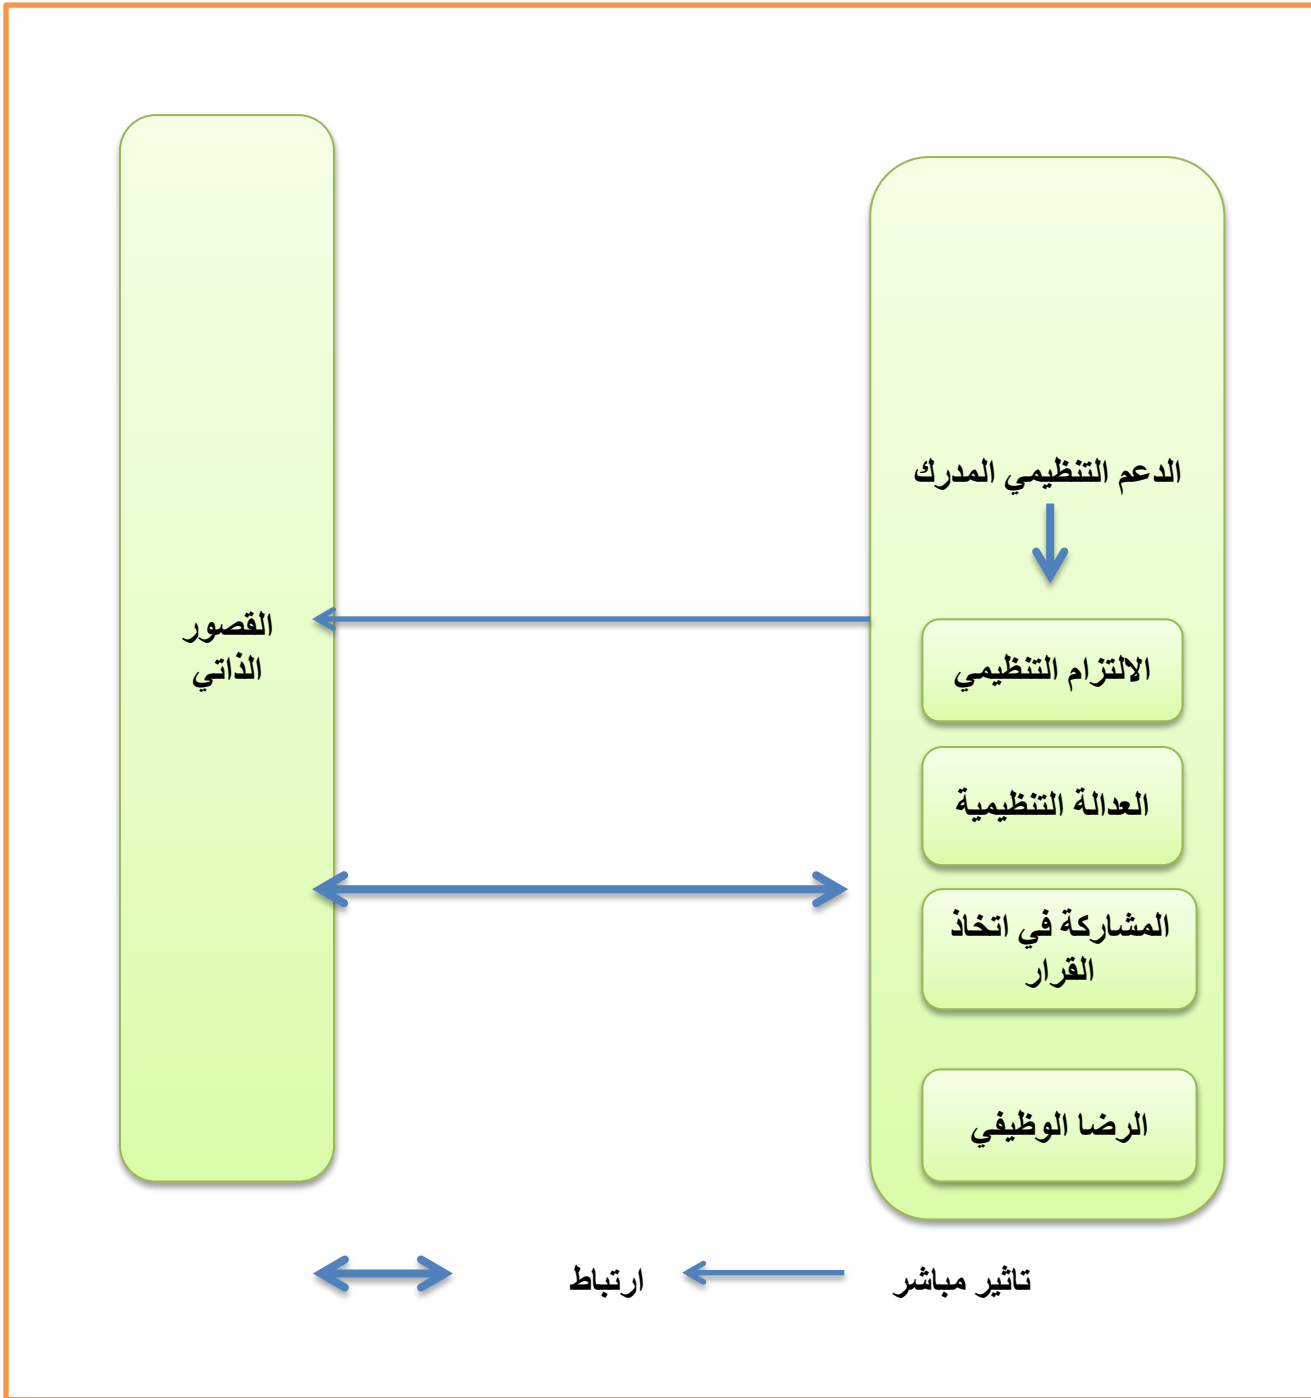 الدعم التنظيمي المدرك
الالتزام التنظيمي
العدالة التنظيمية
المشاركة في اتخاذ
القرار
الرضا الوظيفي
القصور
الذاتي
تاثير مباشر
ارتباط